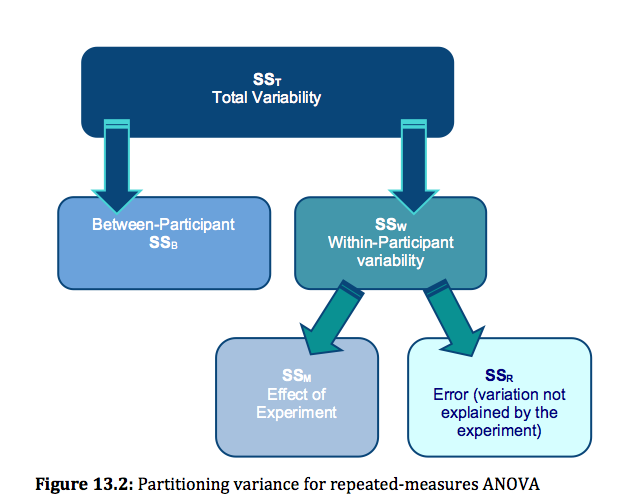 SST
Total Variability
Between-Participant
SSB
SSW
Within-Participant
variability
SSM
Effect of
Experiment
SSR
Error (variation not
explained by the
experiment)
Figure 13.2: Partitioning variance for repeated-measures ANOVA